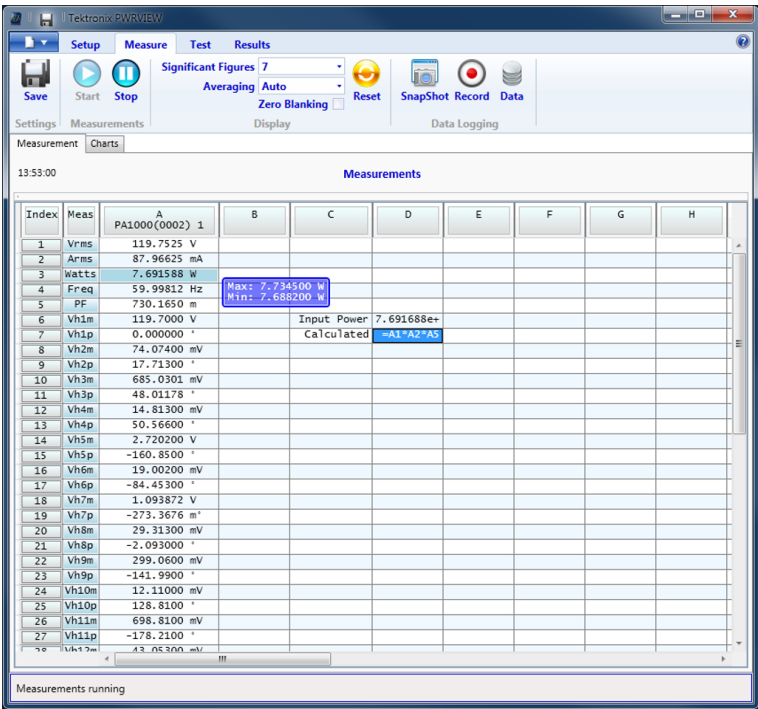 Tektronix PWRVIEW
Setup Measure Test Results
Significant Figures 7
Averaging Auto
Zero Blanking
Save Start Stop Reset SnapShot Record Data
Settings Measurements Display Data Logging
Measurement Charts
13:53:00 Measurements
Index Meas A B C D E F G H
PA1000(0002) 1
1 Vrms 119.7525 V
2 Arms 87.96625 mA
3 Watts 7.691588 W
4 Freq 59.99812 Hz
Max: 7.734500 W
Min: 7.688200 W
5 PF 730.1650 m
6 Vh1m 119.7000 V Input Power 7.691688e+
7 Vh1p 0.000000 ° Calculated =A1*A2*A5
8 Vh2m 74.07400 mV
9 Vh2p 17.71300 °
10 Vh3m 685.0301 mV
11 Vh3p 48.01178 °
12 Vh4m 14.81300 mV
13 Vh4p 50.56600 °
14 Vh5m 2.720200 V
15 Vh5p -160.8500 °
16 Vh6m 19.00200 mV
17 Vh6p -84.45300 °
18 Vh7m 1.093872 V
19 Vh7p -273.3676 m°
20 Vh8m 29.31300 mV
21 Vh8p -2.093000 °
22 Vh9m 299.0600 mV
23 Vh9p -141.9900 °
24 Vh10m 12.11000 mV
25 Vh10p 128.8100 °
26 Vh11m 698.8100 mV
27 Vh11p -178.2100 °
28 Vh12m 43.05300 mV
Measurements running